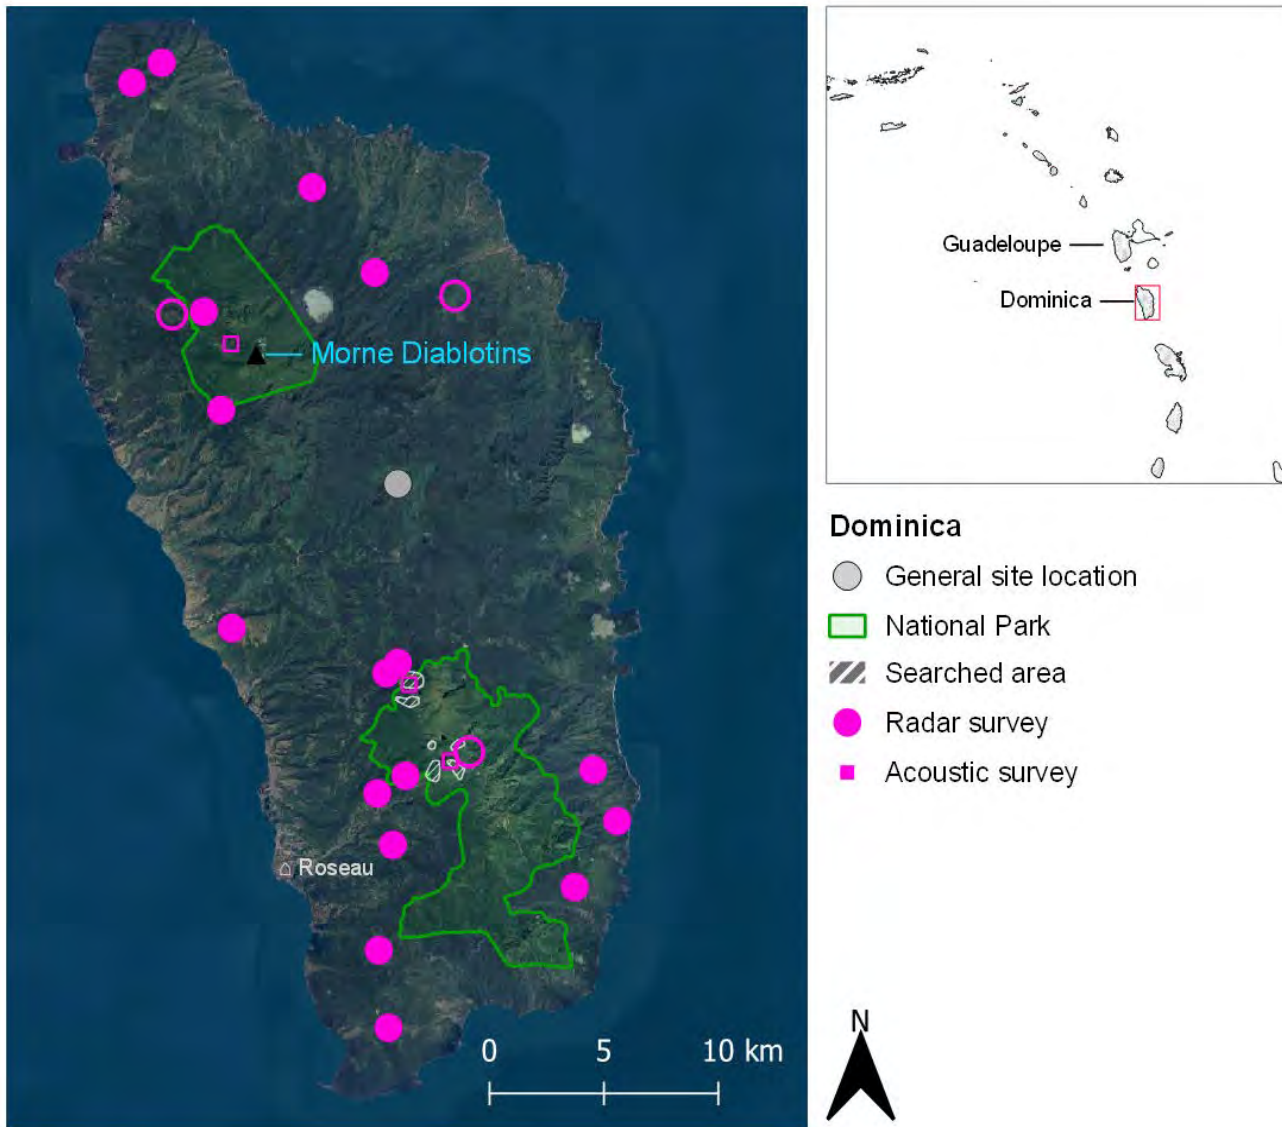 Morne Diablotins
Roseau
0 5 10 km
Guadeloupe
Dominica
Dominica
General site location
National Park
Searched area
Radar survey
Acoustic survey
N